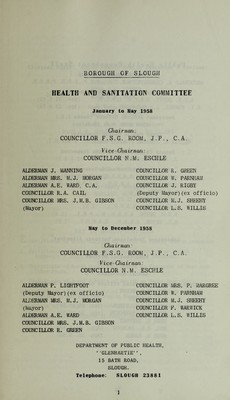 BOROUGH OF SLOUGH
HEALTH AND SANITATION COMMITTEE
January to May 1958
Chairman:
COUNCILLOR F.S.G. ROOM, J.P., C.A.
Vice-Chairman:
COUNCILLOR N.M. ESCHLE
ALDERMAN J. MANNING
ALDERMAN MRS. M.J. MORGAN
ALDERMAN A.E. WARD, C.A.
COUNCILLOR R.A. CAIL
COUNCILLOR MRS. J.M.B. GIBSON
(Mayor)
COUNCILLOR R. GREEN
COUNCILLOR W. PARNHAM
COUNCILLOR J. RIGBY
(Deputy Mayor)(ex officio)
COUNCILLOR M.J. SHEEHY
COUNCILLOR L.S. WILLIS
May to December 1958
Chairman:
COUNCILLOR F.S.G. ROOM, J.P., C.A.
Vice-Chairman:
COUNCILLOR N.M. ESCHLE
ALDERMAN P. LIGHTFOOT
(Deputy Mayor)(ex officio)
ALDERMAN MRS. M.J. MORGAN
(Mayor)
ALDERMAN A.E. WARD
COUNCILLOR MRS. J.M.B. GIBSON
COUNCILLOR R. GREEN
COUNCILLOR MRS. P.
COUNCILLOR W. PARNHAM
COUNCILLOR M.J. SHEEHY
COUNCILLOR F. WARWICK
COUNCILLOR L.S. WILLIS
DEPARTMENT OF PUBLIC HEALTH,
15 BATH ROAD,
SLOUGH.
Telephone: SLOUGH 23881
1